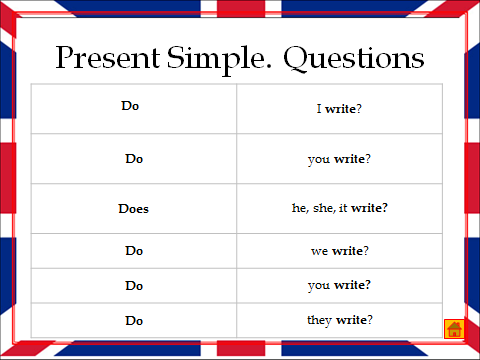 Present Simple. Questions
Do I write?
Do you write?
Does he, she, it write?
Do we write?
Do you write?
Do they write?